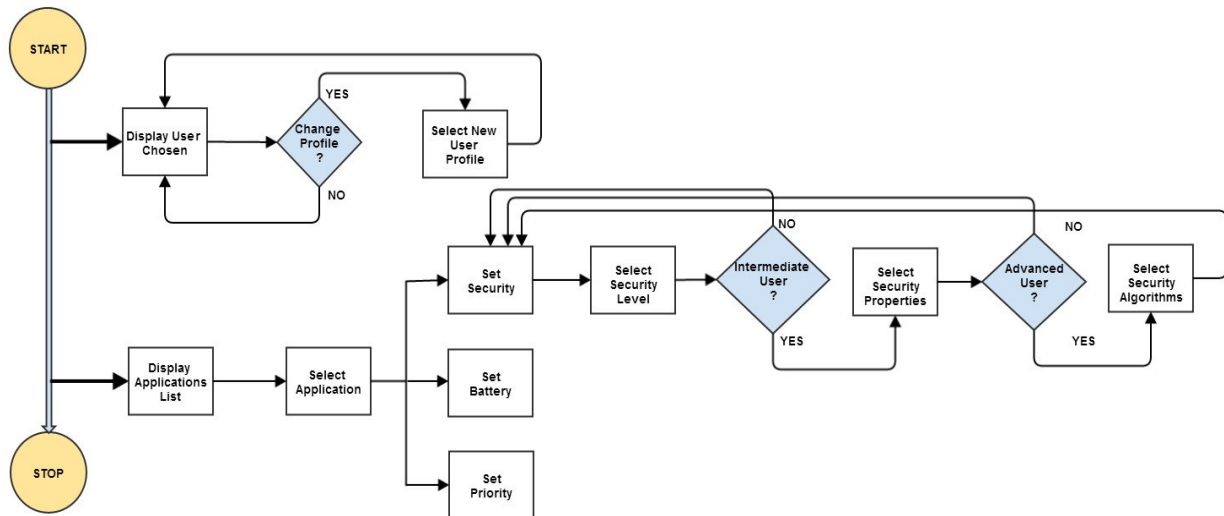 START
YES
Display User
Chosen
Change
Profile
?
Select New
User
Profile
NO
NO
NO
Set
Security
Select
Security
Level
Intermediate
User
?
Select
Security
Properties
Advanced
User
?
Select
Security
Algorithms
YES
YES
Display
Applications
List
Select
Application
Set
Battery
Set
Priority
STOP